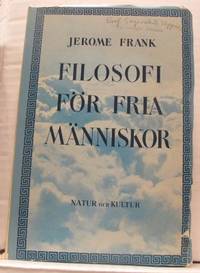 JEROME FRANK
FILOSOFI
FÖR FRIA
MÄNNISKOR
NATUR OCH KULTUR